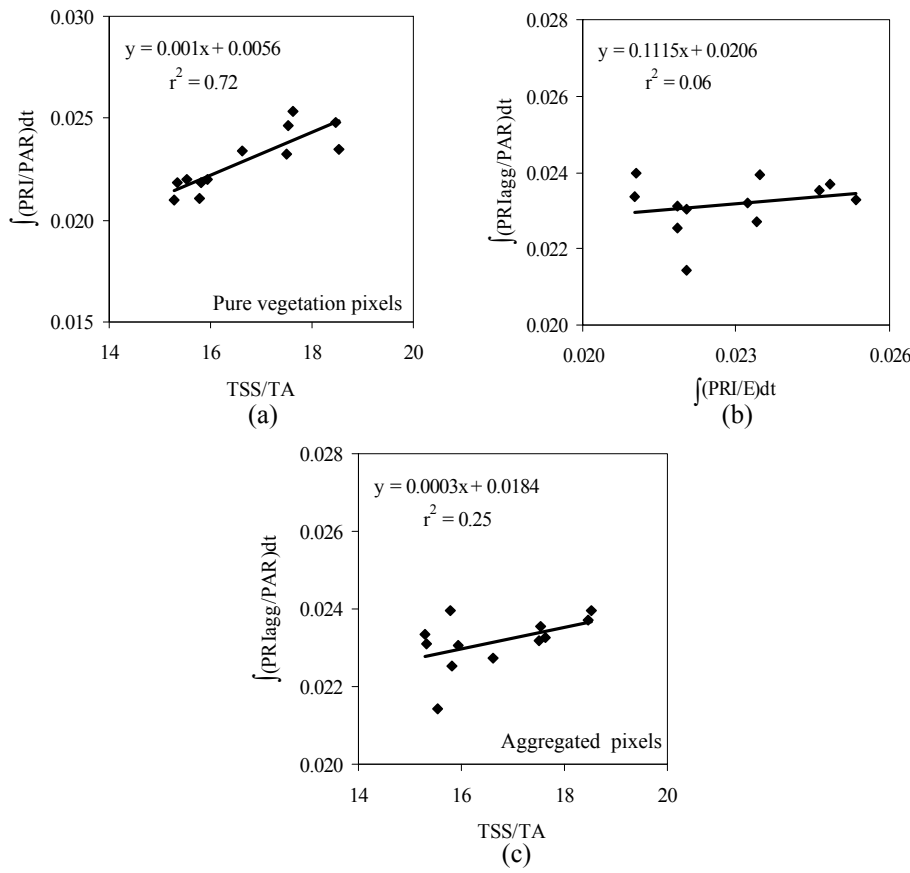 0.030
0.025
0.020
0.015
∫(PRI/PAR)dt
y = 0.001x + 0.0056
r² = 0.72
Pure vegetation pixels
14 16 18 20
TSS/TA
(a)
0.028
0.026
0.024
0.022
0.020
∫(PRIagg/PAR)dt
y = 0.1115x + 0.0206
r² = 0.06
0.020 0.023 0.026
∫(PRI/E)dt
(b)
0.028
0.026
0.024
0.022
0.020
∫(PRIagg/PAR)dt
y = 0.0003x + 0.0184
r² = 0.25
Aggregated pixels
14 16 18 20
TSS/TA
(c)